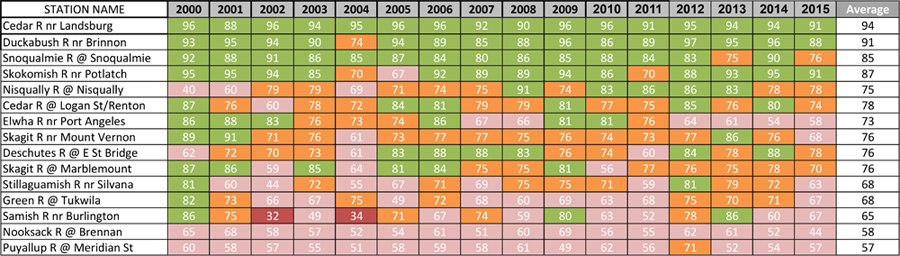 STATION NAME 2000 2001 2002 2003 2004 2005 2006 2007 2008 2009 2010 2011 2012 2013 2014 2015 Average
Cedar R nr Landsburg 96 88 96 94 95 96 96 92 90 96 96 91 95 94 94 91 94
Duckabush R nr Brinnon 93 95 94 90 74 94 89 85 88 96 86 89 97 95 96 88 91
Snoqualmie R @ Snoqualmie 92 88 91 86 85 87 84 80 86 85 88 84 83 75 90 76 85
Skokomish R nr Potlatch 95 95 94 85 70 67 92 89 89 94 86 70 88 93 95 91 87
Nisqually R @ Nisqually 40 60 79 79 69 71 74 75 91 74 83 86 86 83 78 78 75
Cedar R @ Logan St/Renton 87 76 60 78 72 84 81 79 79 81 77 75 85 76 80 74 78
Elwha R nr Port Angeles 86 88 83 76 73 74 86 67 66 81 81 76 64 61 54 58 73
Skagit R nr Mount Vernon 89 91 71 76 61 73 77 77 75 76 74 73 77 86 76 68 76
Deschutes R @ E St Bridge 62 72 70 73 61 83 88 83 83 76 74 60 84 78 88 78 76
Skagit R @ Marblemount 87 86 59 85 64 81 84 75 75 81 56 77 76 75 78 70 76
Stillaguamish R nr Silvana 81 60 44 72 55 67 71 69 75 75 71 59 81 79 72 63 68
Green R @ Tukwila 82 73 66 67 75 49 72 68 60 69 63 68 75 70 71 67 68
Samish R nr Burlington 86 75 32 49 34 71 67 74 59 80 63 52 78 86 60 67 65
Nooksack R @ Brennan 65 68 58 57 52 54 61 51 60 69 56 55 62 61 52 44 58
Puyallup R @ Meridian St 60 58 57 55 51 58 59 58 61 49 62 56 71 52 54 57 57